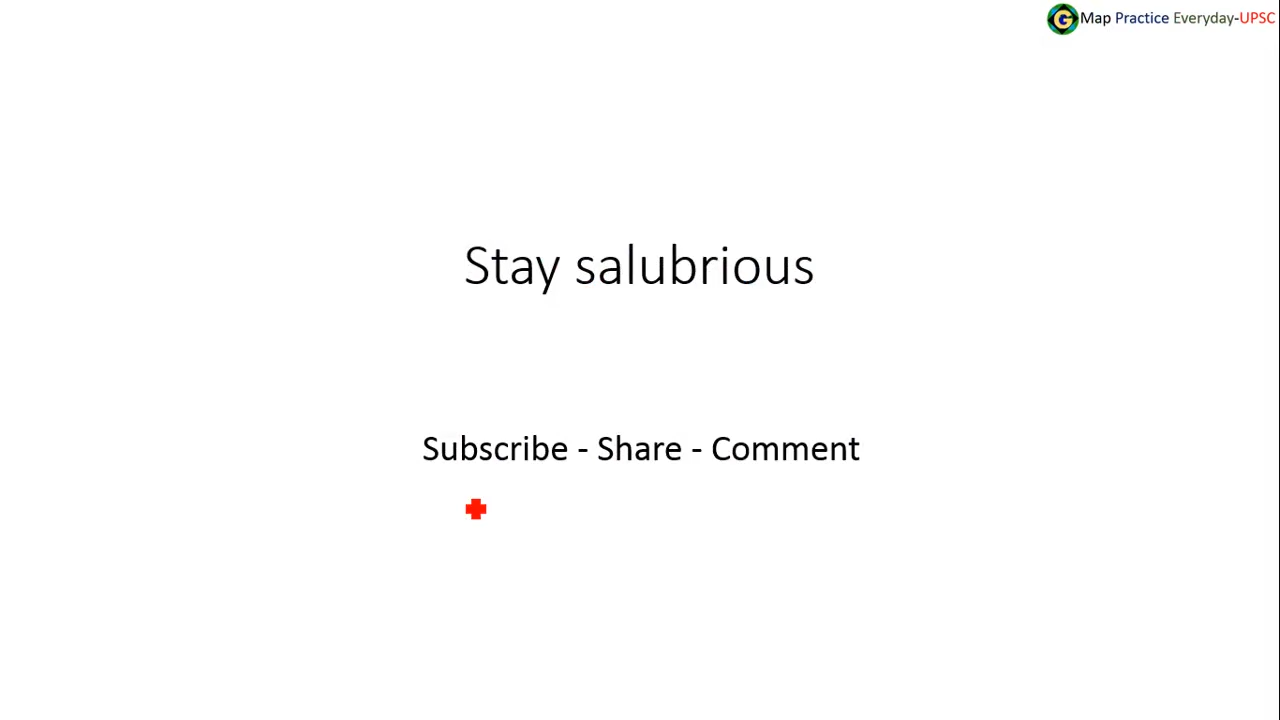 G Map Practice Everyday-UPSC
Stay salubrious
Subscribe - Share - Comment